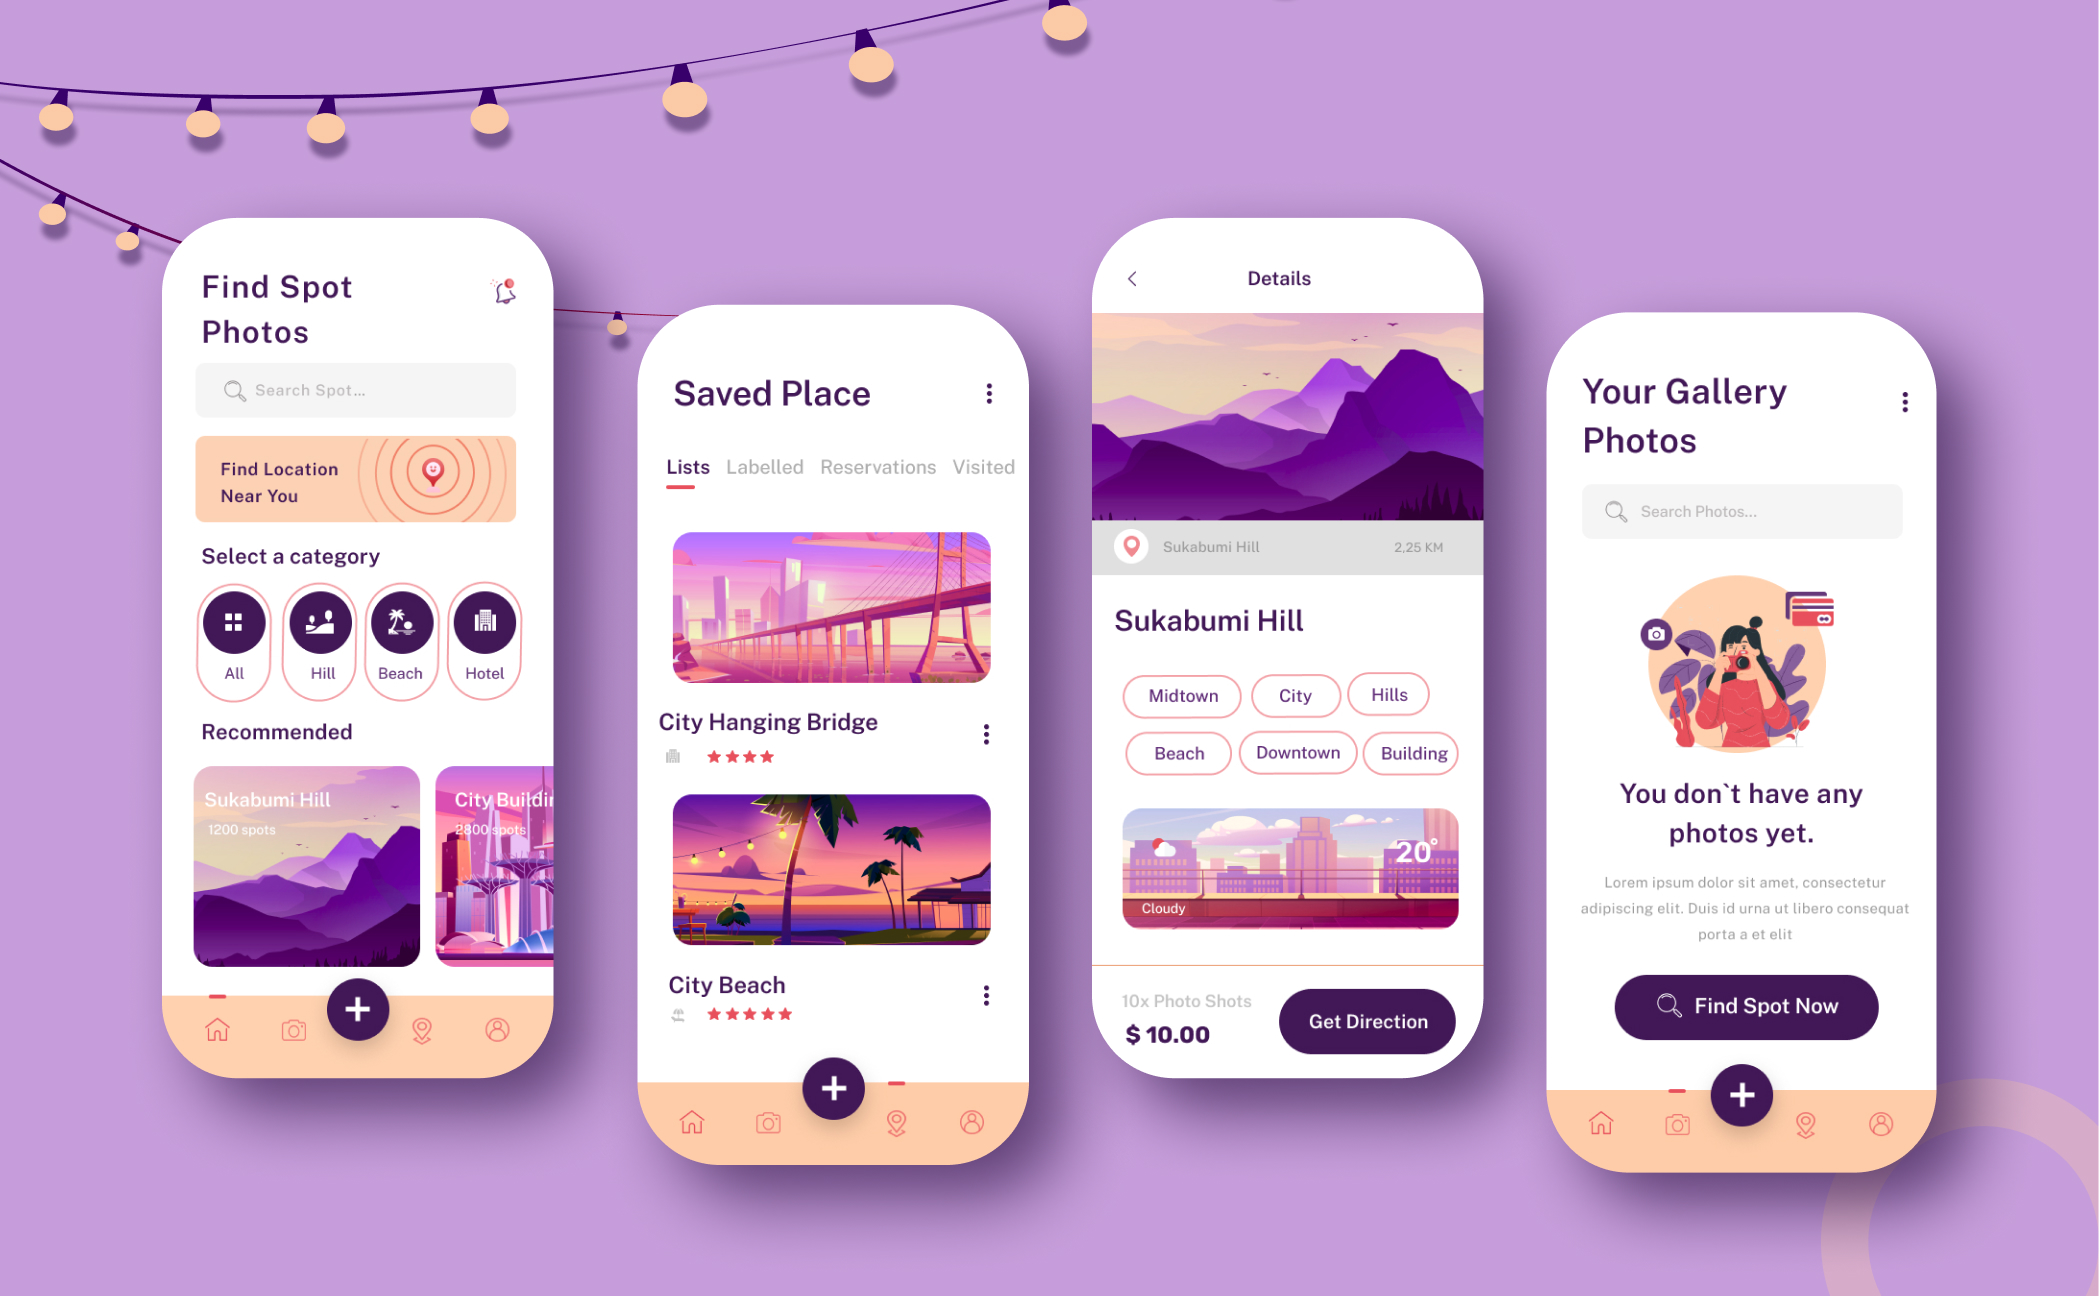 Find Spot
Photos
Search Spot...
Find Location
Near You
Select a category
All
Hill
Beach
Hotel
Recommended
Sukabumi Hill
1200 spots
City Buildin
2800 spots
Saved Place
Lists
Labelled
Reservations
Visited
City Hanging Bridge
City Beach
Details
Sukabumi Hill
2,25 KM
Sukabumi Hill
Midtown
City
Hills
Beach
Downtown
Building
20°
Cloudy
10x Photo Shots
$ 10.00
Get Direction
Your Gallery
Photos
Search Photos...
You don`t have any
photos yet.
Lorem ipsum dolor sit amet, consectetur
adipiscing elit. Duis id urna ut libero consequat
porta a et elit
Find Spot Now